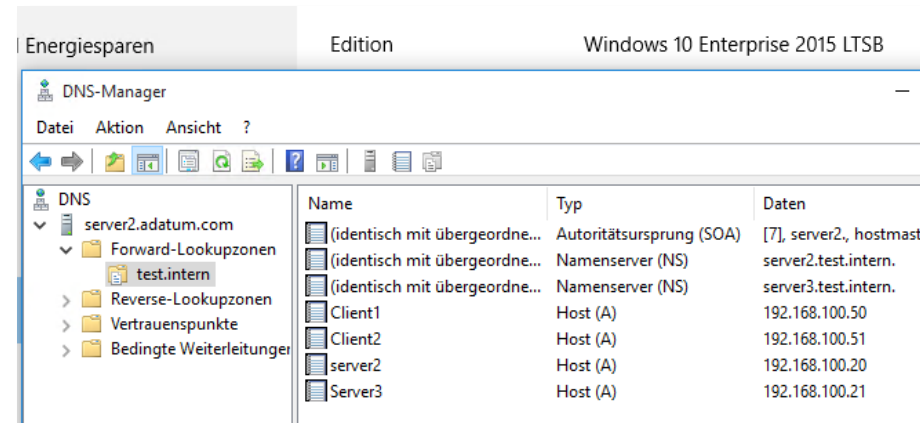 Energiesparen Edition Windows 10 Enterprise 2015 LTSB
DNS-Manager
Datei Aktion Ansicht ?
DNS
server2.adatum.com
Forward-Lookupzonen
test.intern
Reverse-Lookupzonen
Vertrauenspunkte
Bedingte Weiterleitunger
Name Typ Daten
(identisch mit übergeordne... Autoritätsursprung (SOA) [7], server2., hostmast
(identisch mit übergeordne... Namenserver (NS) server2.test.intern.
(identisch mit übergeordne... Namenserver (NS) server3.test.intern.
Client1 Host (A) 192.168.100.50
Client2 Host (A) 192.168.100.51
server2 Host (A) 192.168.100.20
Server3 Host (A) 192.168.100.21